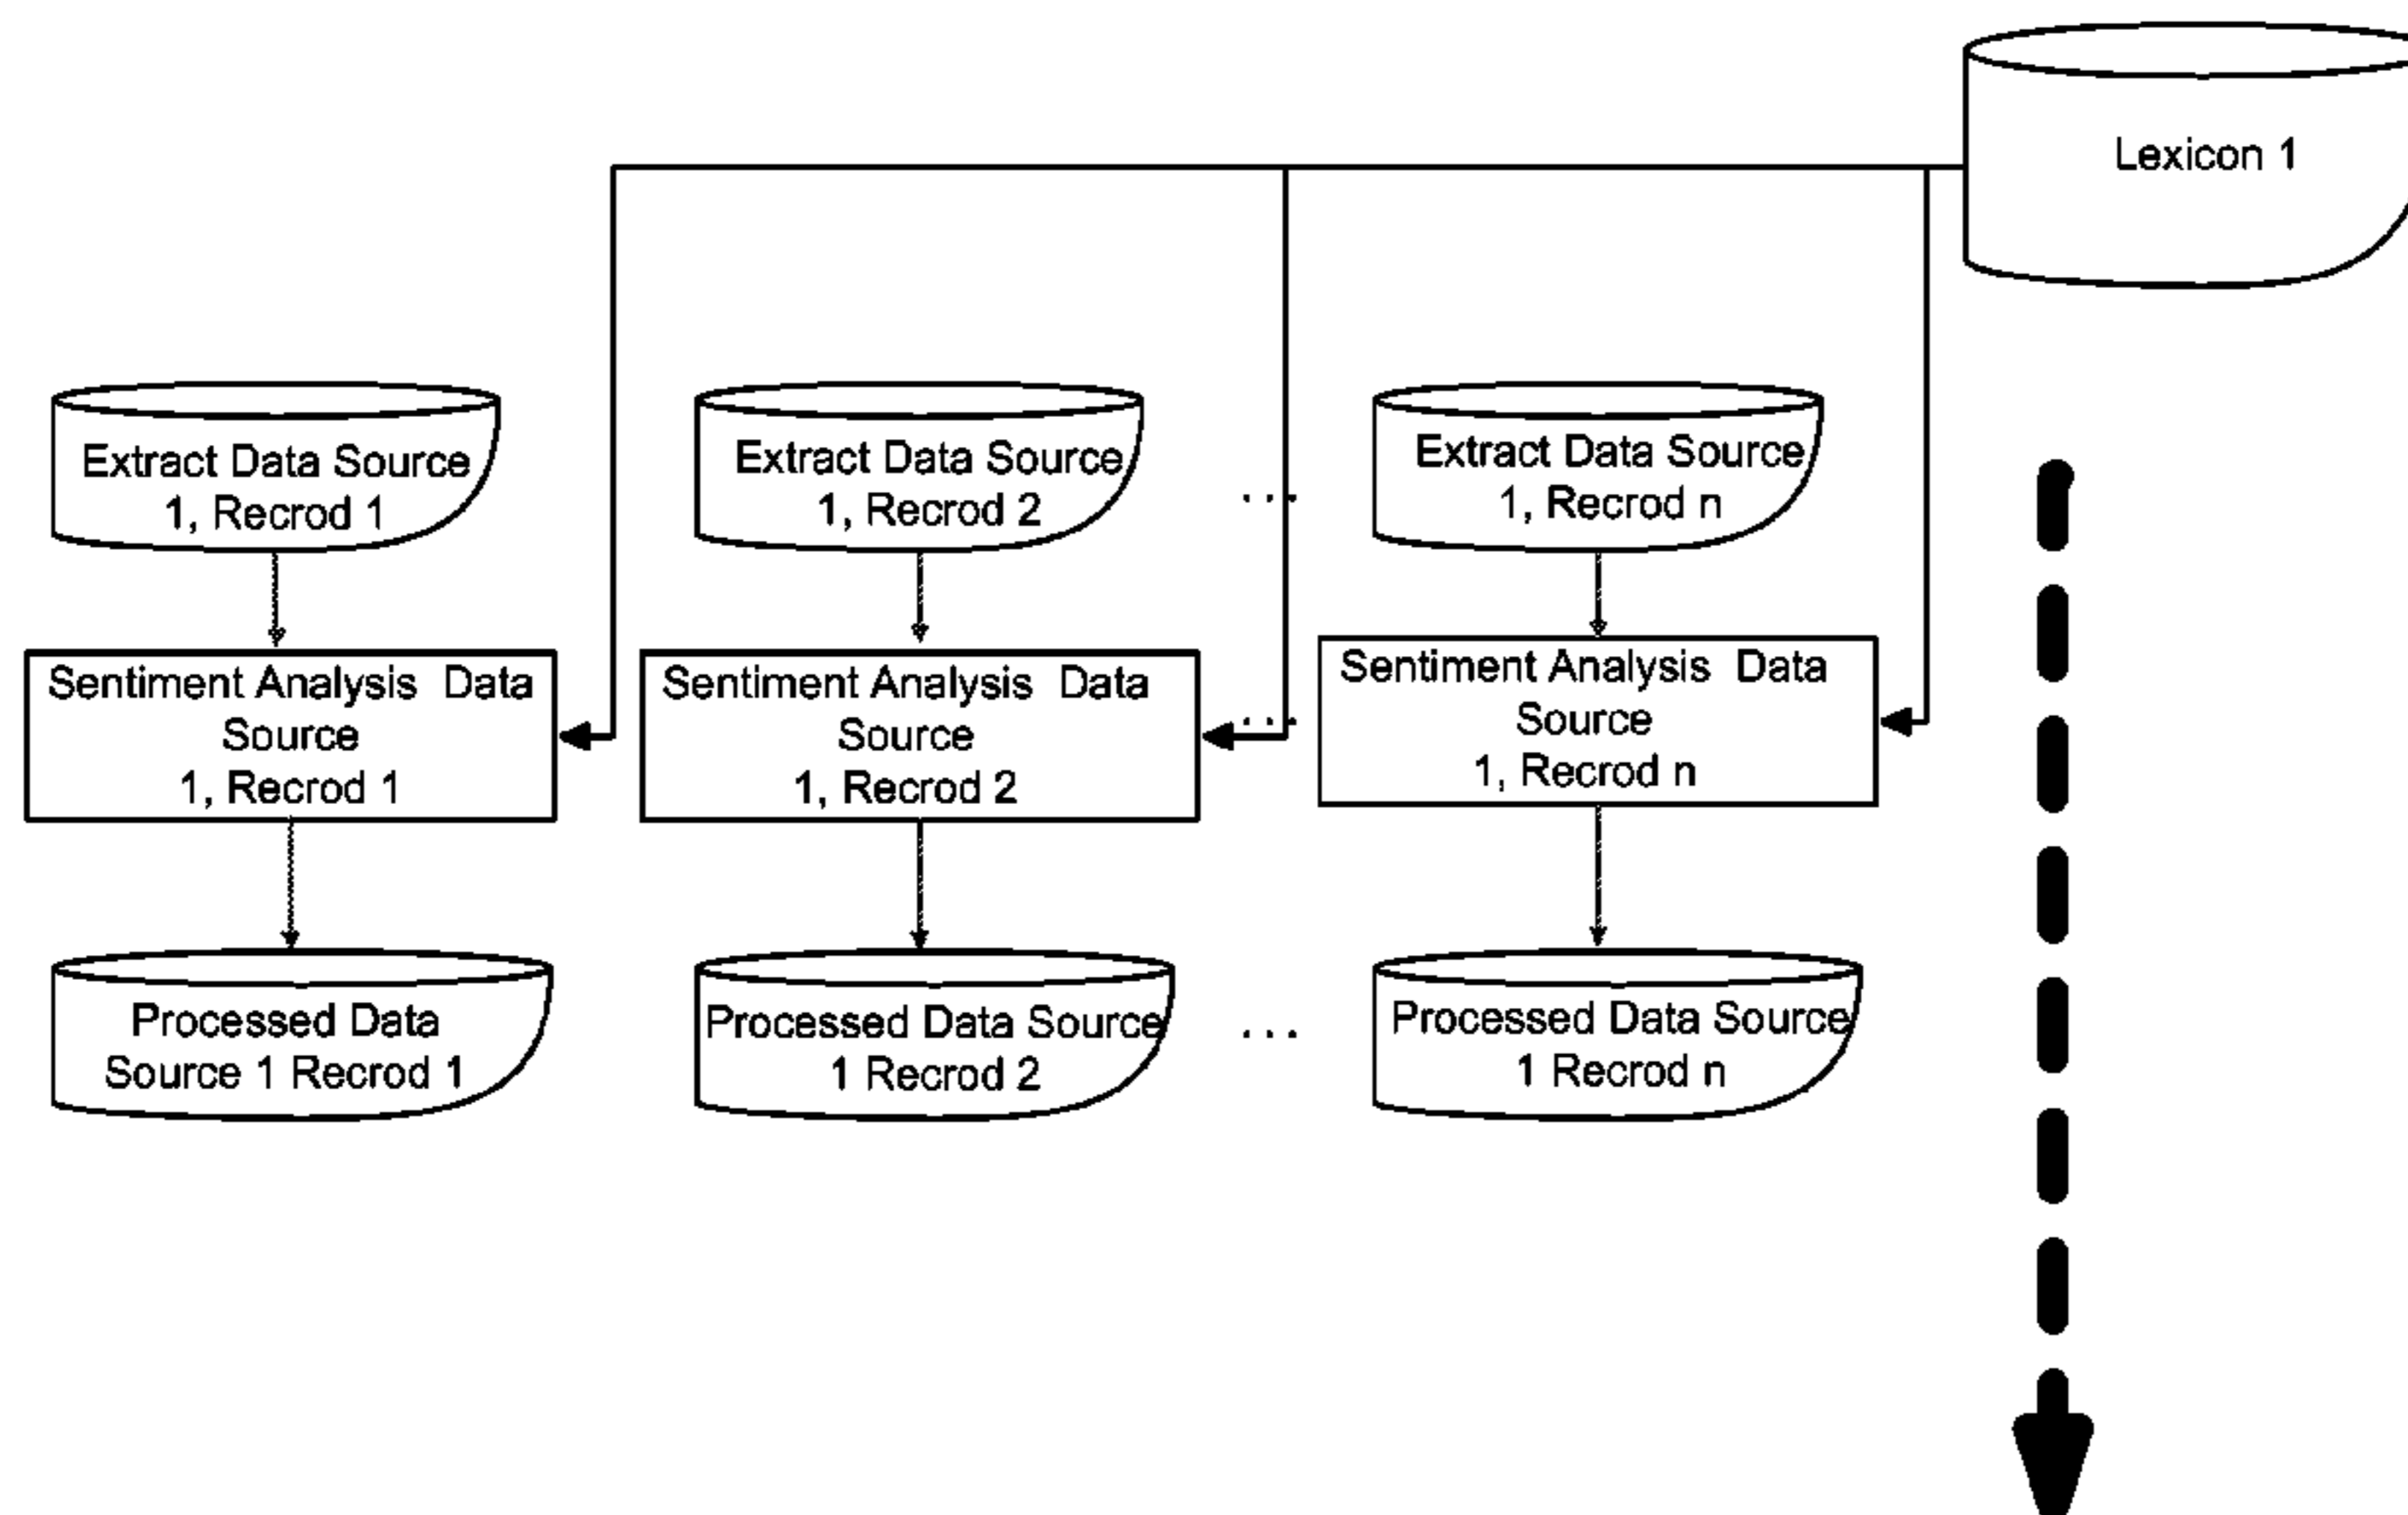 Lexicon 1
Extract Data Source
1, Recrod 1
Extract Data Source
1, Recrod 2
...
Extract Data Source
1, Recrod n
Sentiment Analysis Data
Source
1, Recrod 1
Sentiment Analysis Data
Source
1, Recrod 2
...
Sentiment Analysis Data
Source
1, Recrod n
Processed Data
Source 1 Recrod 1
Processed Data Source
1 Recrod 2
...
Processed Data Source
1 Recrod n